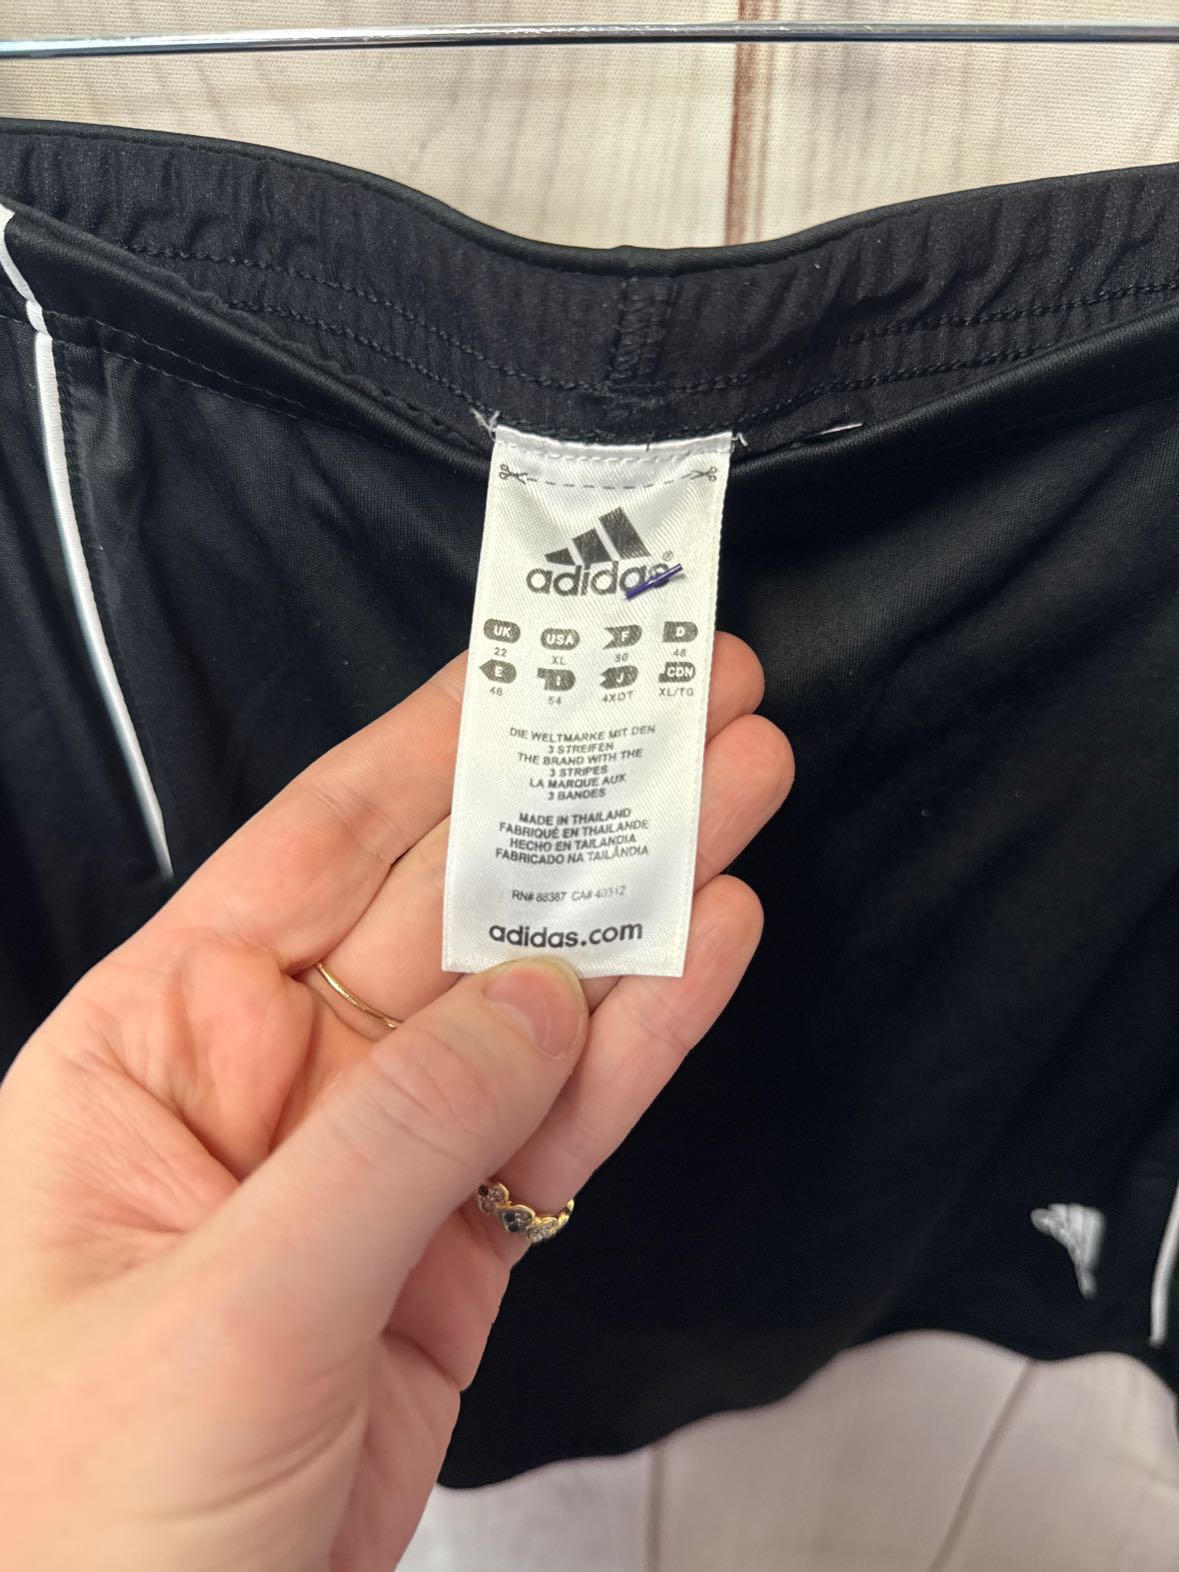 adidas®
UK USA F D
22 XL 50 48
E I J CDN
48 54 4XOT XL/TG
DIE WELTMARKE MIT DEN
3 STREIFEN
THE BRAND WITH THE
3 STRIPES
LA MARQUE AUX
3 BANDES
MADE IN THAILAND
FABRIQUÉ EN THAILANDE
HECHO EN TAILANDIA
FABRICADO NA TAILÂNDIA
RN# 88387 CA# 40312
adidas.com